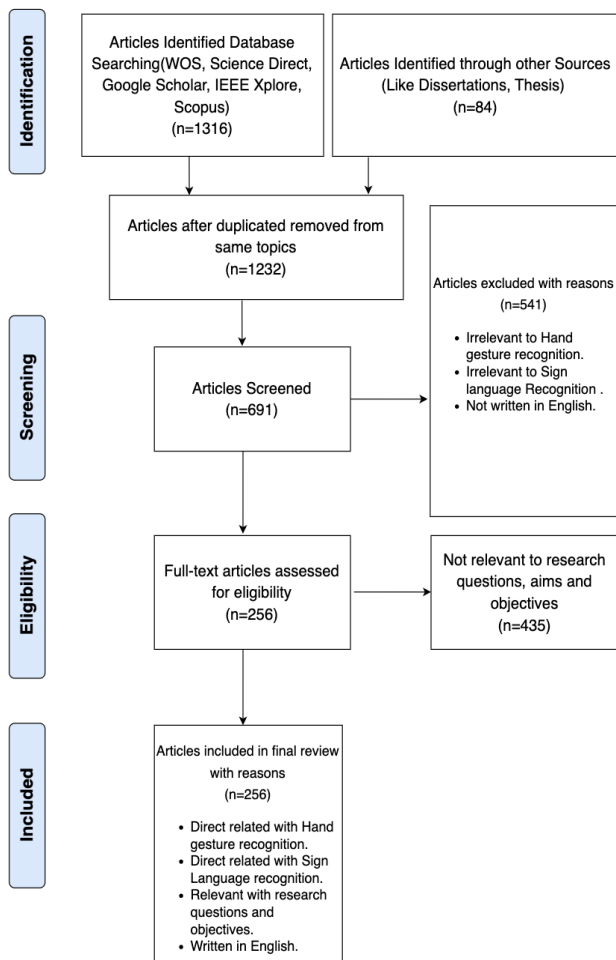 Identification
Articles Identified Database
Searching(WOS, Science Direct,
Google Scholar, IEEE Xplore,
Scopus)
(n=1316)
Articles Identified through other Sources
(Like Dissertations, Thesis)
(n=84)
Articles after duplicated removed from
same topics
(n=1232)
Screening
Articles Screened
(n=691)
Articles excluded with reasons
(n=541)
• Irrelevant to Hand
gesture recognition.
• Irrelevant to Sign
language Recognition .
• Not written in English.
Eligibility
Full-text articles assessed
for eligibility
(n=256)
Not relevant to research
questions, aims and
objectives
(n=435)
Included
Articles included in final review
with reasons
(n=256)
• Direct related with Hand
gesture recognition.
• Direct related with Sign
Language recognition.
• Relevant with research
questions and
objectives.
• Written in English.